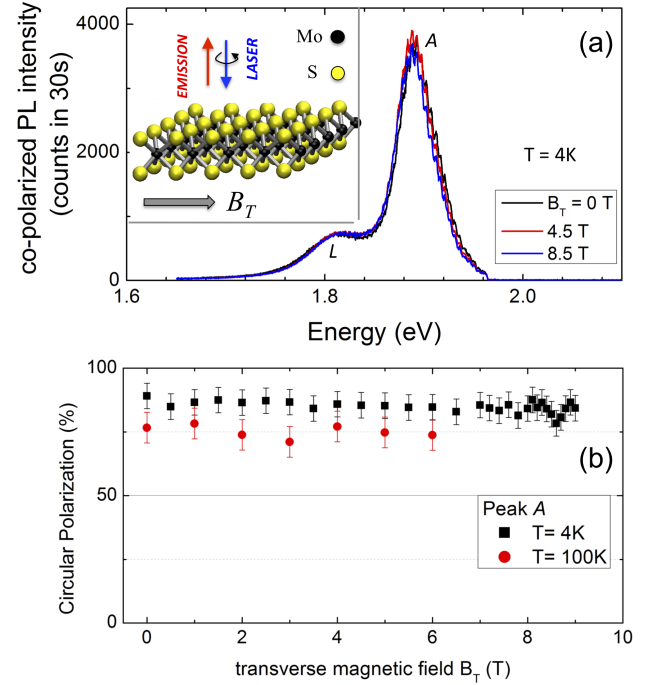 4000
2000
0
co-polarized PL intensity
(counts in 30s)
EMISSION
LASER
Mo
S
(a)
A
T = 4K
B_T
B_T = 0 T
4.5 T
8.5 T
L
1.6
1.8
2.0
Energy (eV)
100
75
50
25
0
Circular Polarization (%)
(b)
Peak A
T= 4K
T= 100K
0
2
4
6
8
10
transverse magnetic field B_T (T)